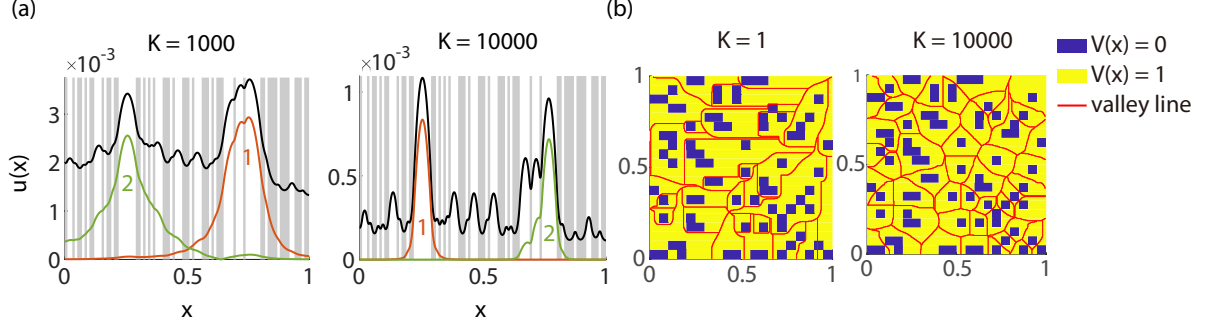 (a)
K = 1000
×10⁻³
3
2
1
0
u(x)
2
1
0
0.5
1
x
K = 10000
×10⁻³
1
0.5
0
1
2
0
0.5
1
x
(b)
K = 1
1
0.5
0
0
0.5
1
K = 10000
1
0.5
0
0
0.5
1
V(x) = 0
V(x) = 1
valley line